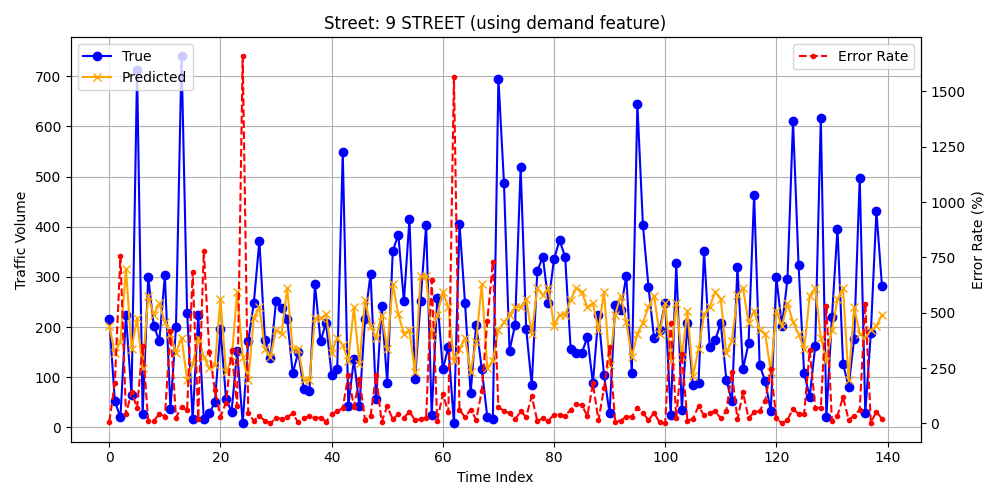 Street: 9 STREET (using demand feature)
True
Predicted
Error Rate
Traffic Volume
700
600
500
400
300
200
100
0
1500
1250
1000
750
500
250
0
Error Rate (%)
0 20 40 60 80 100 120 140
Time Index